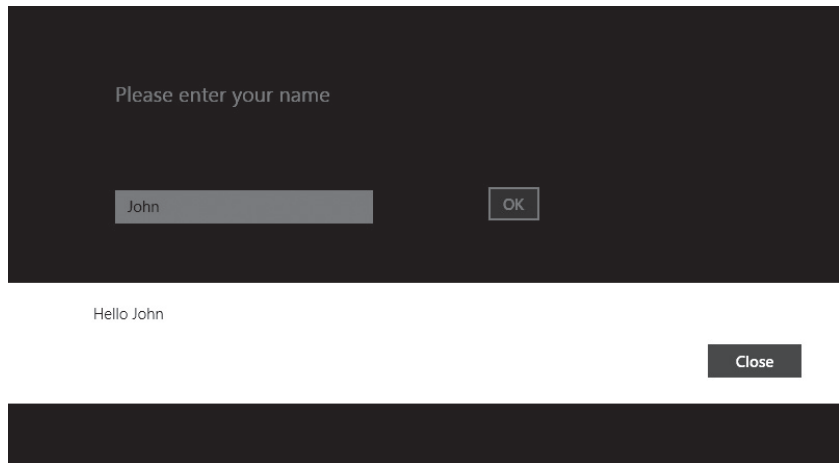 Please enter your name
John
OK
Hello John
Close